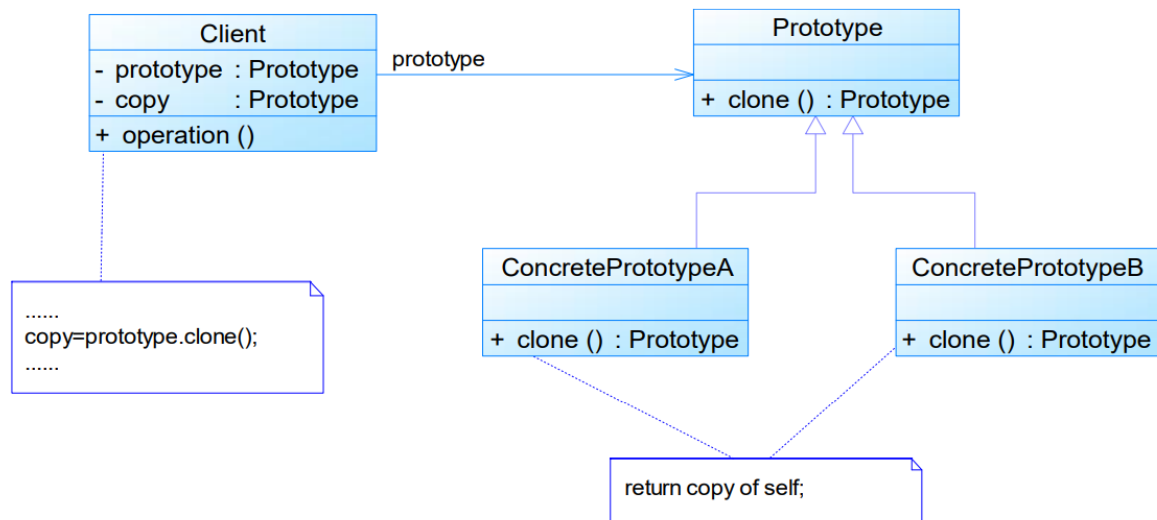 Client
- prototype : Prototype
- copy : Prototype
+ operation ()
prototype
Prototype
+ clone () : Prototype
ConcretePrototypeA
+ clone () : Prototype
ConcretePrototypeB
+ clone () : Prototype
......
copy=prototype.clone();
......
return copy of self;